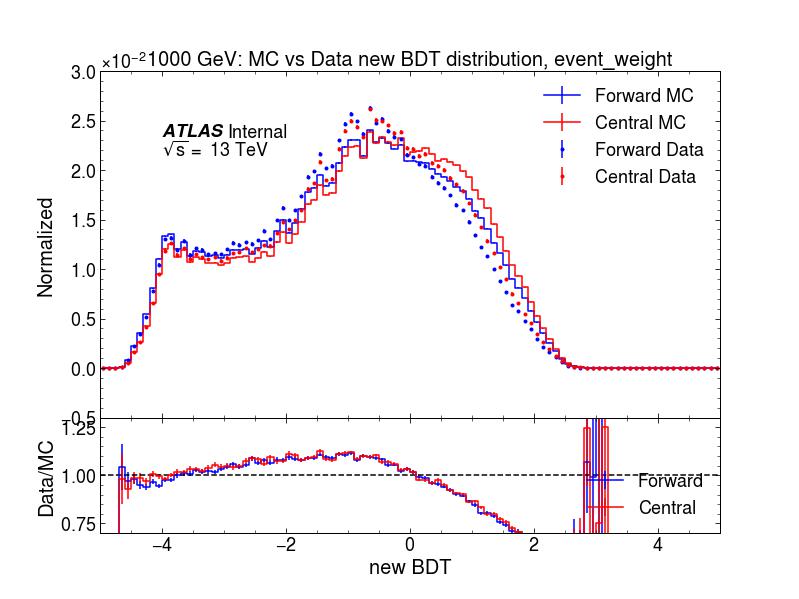 ×10⁻²1000 GeV: MC vs Data new BDT distribution, event_weight
3.0
2.5
2.0
1.5
1.0
0.5
0.0
−0.5
Normalized
ATLAS Internal
√s = 13 TeV
Forward MC
Central MC
Forward Data
Central Data
1.25
1.00
0.75
Data/MC
Forward
Central
−4 −2 0 2 4
new BDT